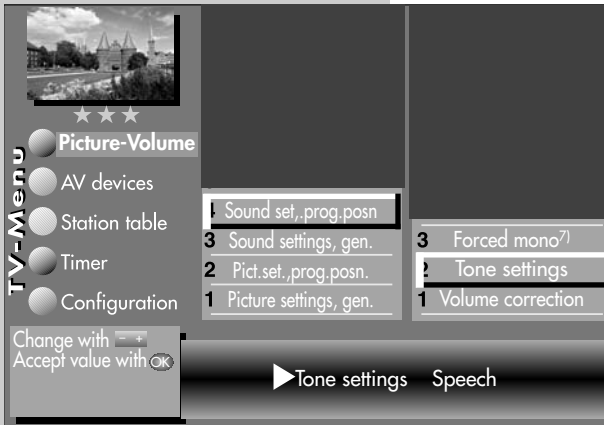 TV-Menu
Picture-Volume
AV devices
Station table
Timer
Configuration
4 Sound set,.prog.posn
3 Sound settings, gen.
2 Pict.set.,prog.posn.
1 Picture settings, gen.
3 Forced mono7)
2 Tone settings
1 Volume correction
Change with - +
Accept value with OK
Tone settings Speech